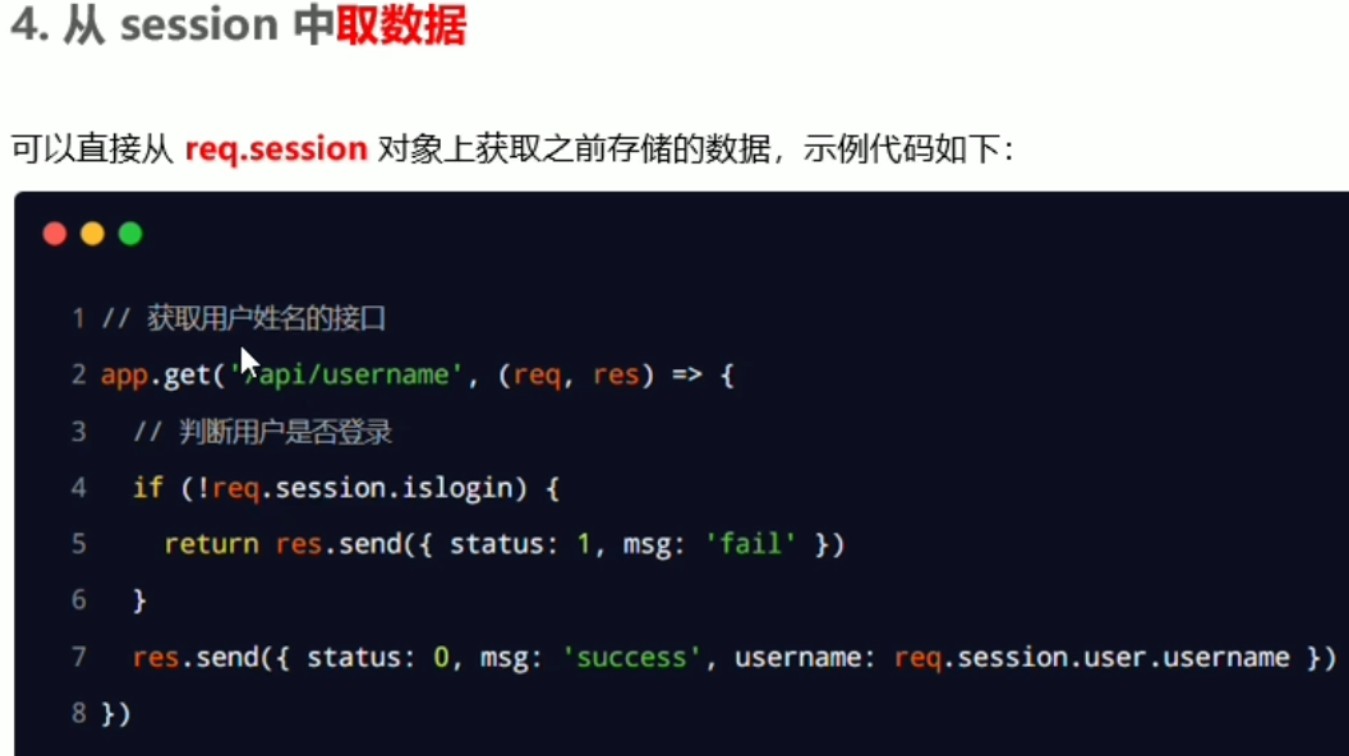 4. 从 session 中取数据
可以直接从 req.session 对象上获取之前存储的数据，示例代码如下：
1 // 获取用户姓名的接口
2 app.get('/api/username', (req, res) => {
3 // 判断用户是否登录
4 if (!req.session.islogin) {
5 return res.send({ status: 1, msg: 'fail' })
6 }
7 res.send({ status: 0, msg: 'success', username: req.session.user.username })
8 })